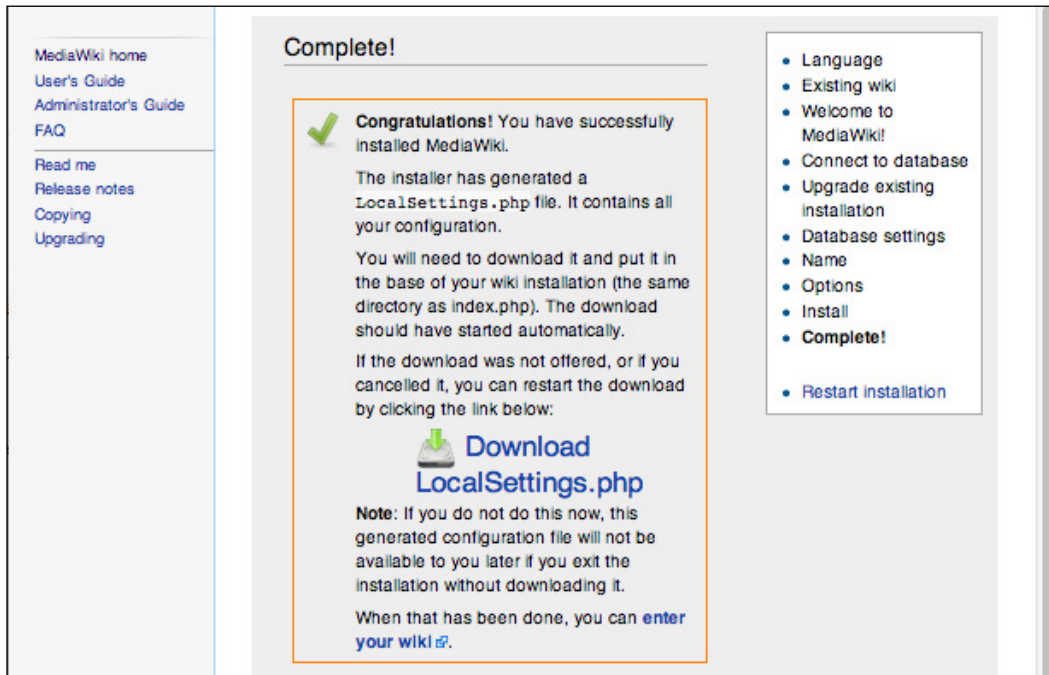 MediaWiki home
User's Guide
Administrator's Guide
FAQ
Read me
Release notes
Copying
Upgrading
Complete!
Congratulations! You have successfully
installed MediaWiki.
The installer has generated a
LocalSettings.php file. It contains all
your configuration.
You will need to download it and put it in
the base of your wiki installation (the same
directory as index.php). The download
should have started automatically.
If the download was not offered, or if you
cancelled it, you can restart the download
by clicking the link below:
Download
LocalSettings.php
Note: If you do not do this now, this
generated configuration file will not be
available to you later if you exit the
installation without downloading it.
When that has been done, you can enter
your wiki.
Language
Existing wiki
Welcome to
MediaWiki!
Connect to database
Upgrade existing
installation
Database settings
Name
Options
Install
Complete!
Restart installation